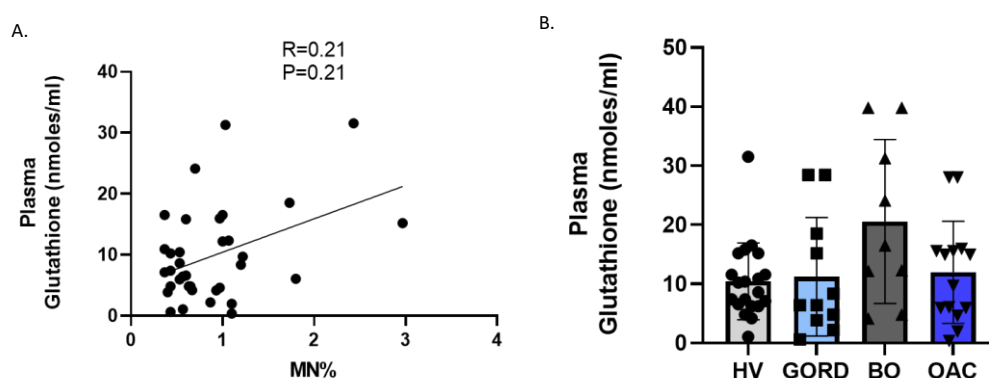 A.
R=0.21
P=0.21
Plasma
Glutathione (nmoles/ml)
40
30
20
10
0
0 1 2 3 4
MN%
B.
Plasma
Glutathione (nmoles/ml)
50
40
30
20
10
0
HV GORD BO OAC